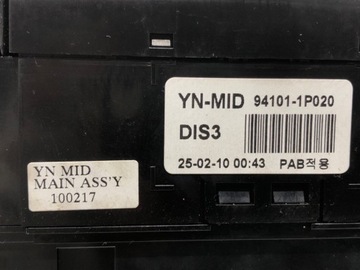 YN-MID 94101-1P020
DIS3
25-02-10 00:43 PAB적용
YN MID
MAIN ASS'Y
100217